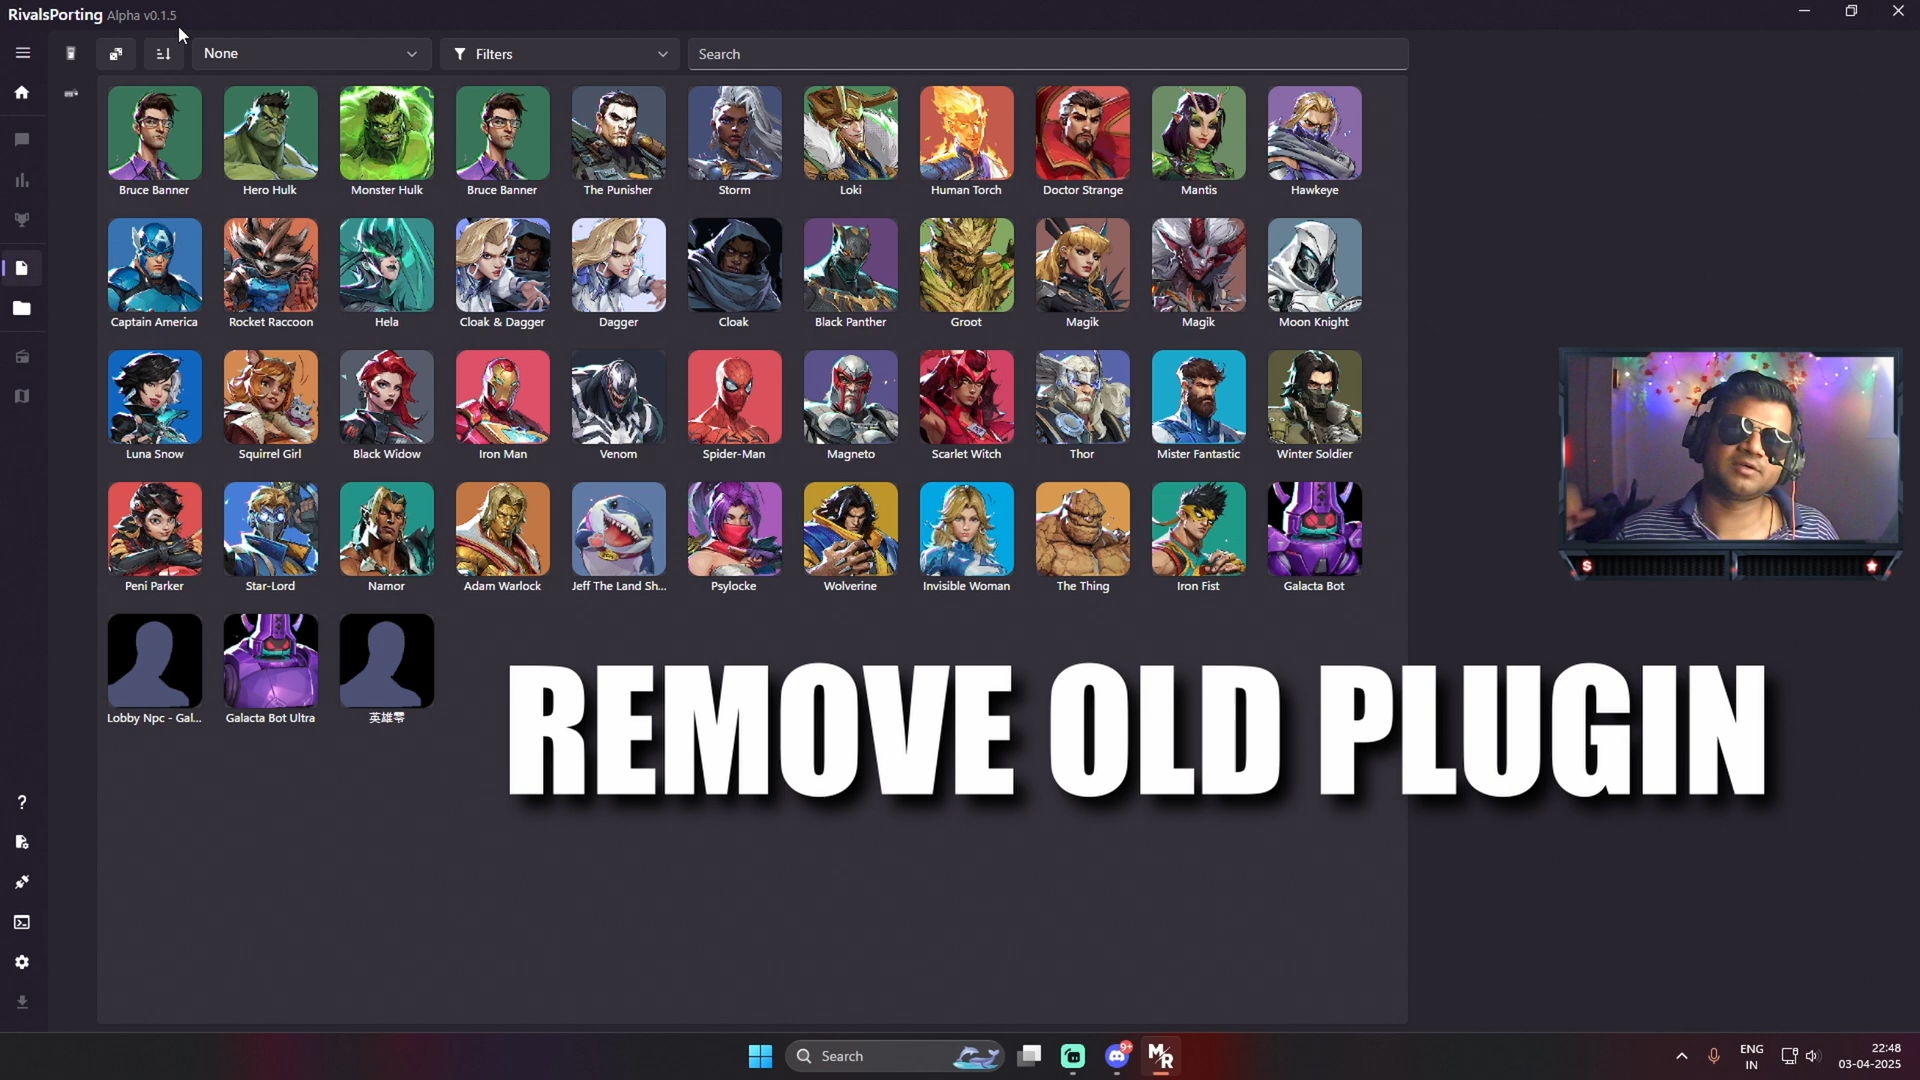 RivalsPorting Alpha v0.1.5
None
Filters
Search
Bruce Banner
Hero Hulk
Monster Hulk
Bruce Banner
The Punisher
Storm
Loki
Human Torch
Doctor Strange
Mantis
Hawkeye
Captain America
Rocket Raccoon
Hela
Cloak & Dagger
Dagger
Cloak
Black Panther
Groot
Magik
Magik
Moon Knight
Luna Snow
Squirrel Girl
Black Widow
Iron Man
Venom
Spider-Man
Magneto
Scarlet Witch
Thor
Mister Fantastic
Winter Soldier
Peni Parker
Star-Lord
Namor
Adam Warlock
Jeff The Land Sh...
Psylocke
Wolverine
Invisible Woman
The Thing
Iron Fist
Galacta Bot
Lobby Npc - Gal...
Galacta Bot Ultra
英雄零
REMOVE OLD PLUGIN
S
Search
9+
MR
ENG
IN
22:48
03-04-2025